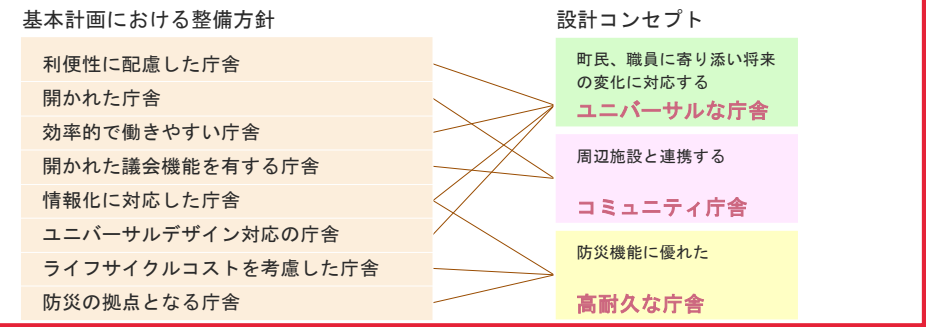 基本計画における整備方針
利便性に配慮した庁舎
開かれた庁舎
効率的で働きやすい庁舎
開かれた議会機能を有する庁舎
情報化に対応した庁舎
ユニバーサルデザイン対応の庁舎
ライフサイクルコストを考慮した庁舎
防災の拠点となる庁舎
設計コンセプト
町民、職員に寄り添い将来
の変化に対応する
ユニバーサルな庁舎
周辺施設と連携する
コミュニティ庁舎
防災機能に優れた
高耐久な庁舎